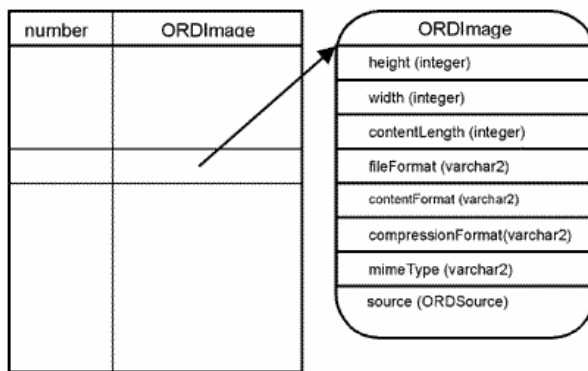 number ORDImage
ORDImage
height (integer)
width (integer)
contentLength (integer)
fileFormat (varchar2)
contentFormat (varchar2)
compressionFormat(varchar2)
mimeType (varchar2)
source (ORDSource)